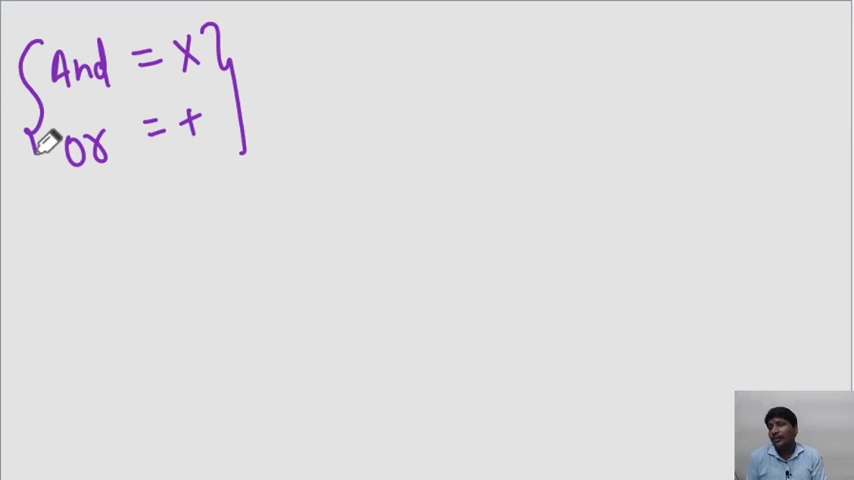 And = X
or = +